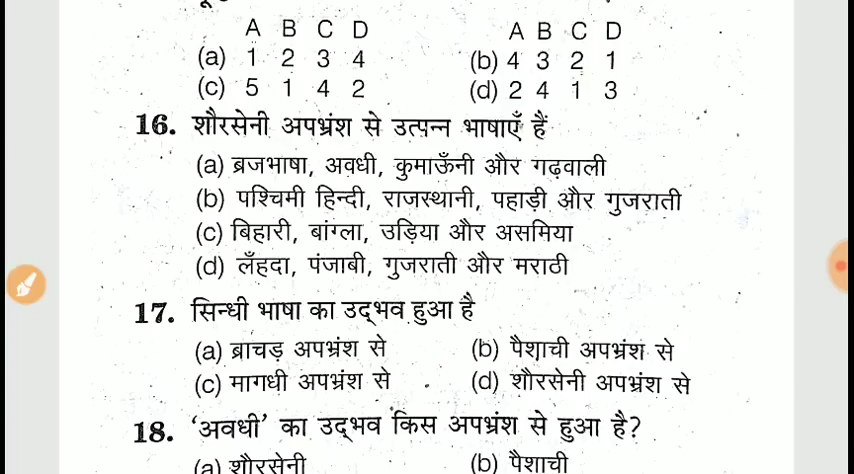 A B C D A B C D
(a) 1 2 3 4 (b) 4 3 2 1
(c) 5 1 4 2 (d) 2 4 1 3
16. शौरसेनी अपभ्रंश से उत्पन्न भाषाएँ हैं
(a) ब्रजभाषा, अवधी, कुमाऊँनी और गढ़वाली
(b) पश्चिमी हिन्दी, राजस्थानी, पहाड़ी और गुजराती
(c) बिहारी, बांग्ला, उड़िया और असमिया
(d) लँहदा, पंजाबी, गुजराती और मराठी
17. सिन्धी भाषा का उद्भव हुआ है
(a) ब्राचड़ अपभ्रंश से (b) पैशाची अपभ्रंश से
(c) मागधी अपभ्रंश से (d) शौरसेनी अपभ्रंश से
18. 'अवधी' का उद्भव किस अपभ्रंश से हुआ है?
(a) शौरसेनी (b) पैशाची